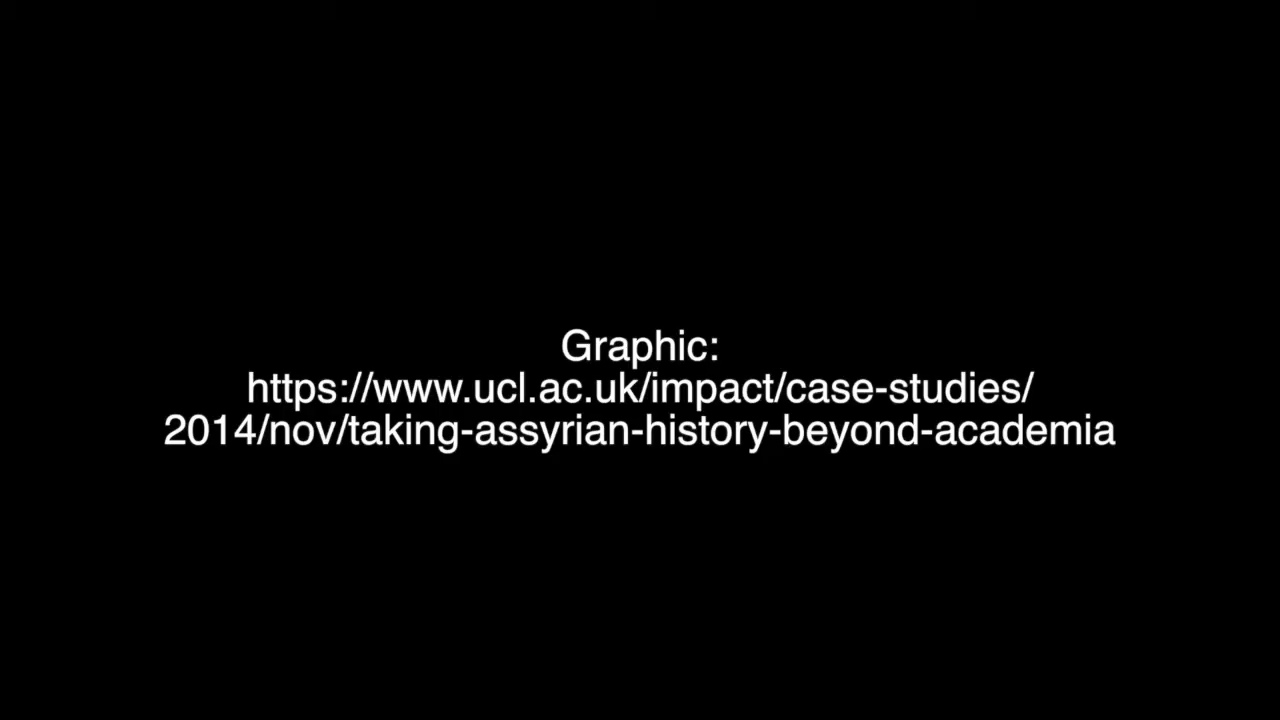 Graphic:
https://www.ucl.ac.uk/impact/case-studies/
2014/nov/taking-assyrian-history-beyond-academia